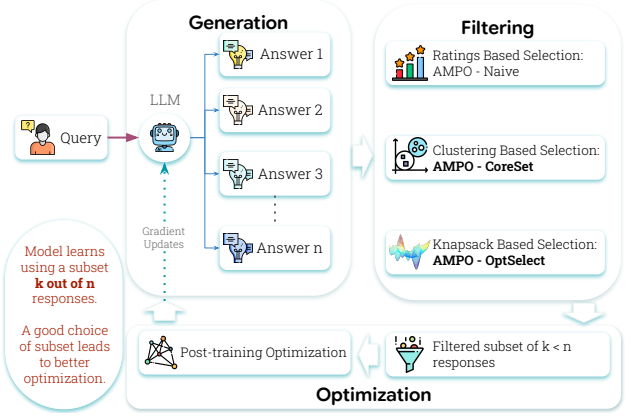 Generation
Filtering
Answer 1
Ratings Based Selection:
AMPO - Naive
LLM
Answer 2
Query
Clustering Based Selection:
AMPO - CoreSet
Answer 3
Gradient
Updates
Answer n
Knapsack Based Selection:
AMPO - OptSelect
Model learns
using a subset
k out of n
responses.
A good choice
of subset leads
to better
optimization.
Post-training Optimization
Filtered subset of k < n
responses
Optimization